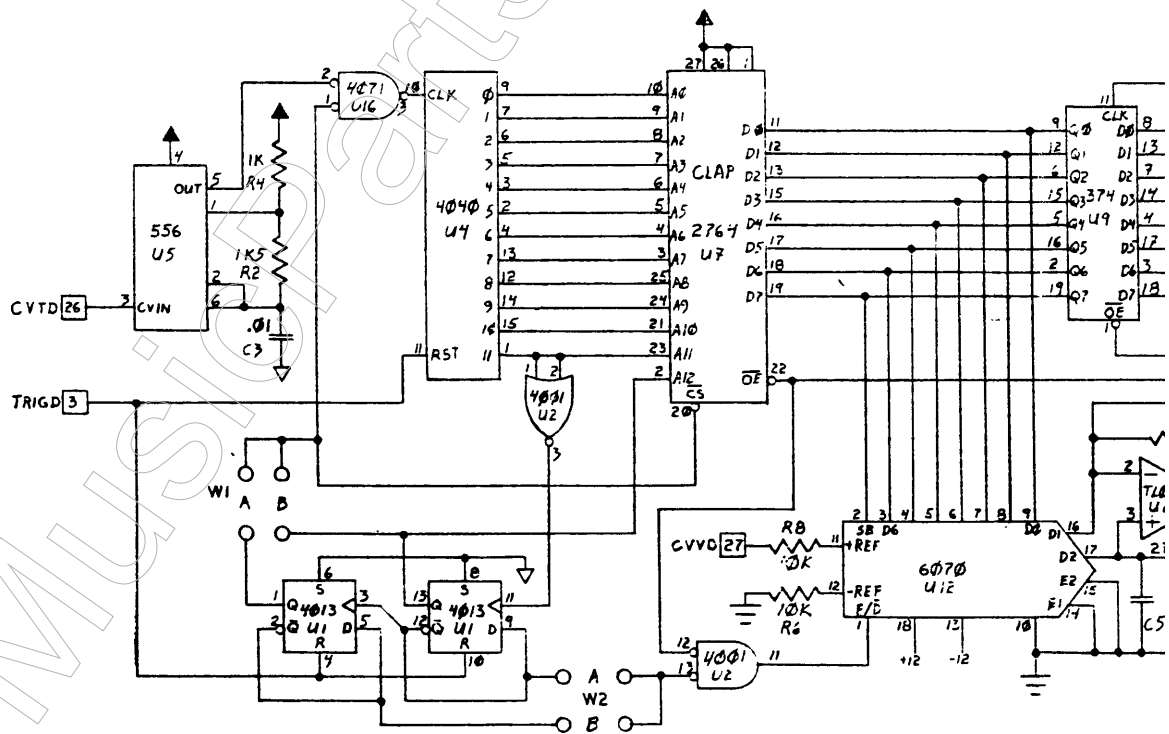 MusicParts
27 26 1
2 4071 10 CLK 9 10 A0
1 U16 3 0
1 7 9 A1
2 6 8 A2
3 5 7 A3
4 3 6 A4
5 2 5 A5
6 4 4 A6
7 13 3 A7
8 12 25 A8
9 14 24 A9
10 15 21 A10
11 1 23 A11
2 A12
4040
U4
11 RST
CLAP
2764
U7
D0 11
D1 12
D2 13
D3 15
D4 16
D5 17
D6 18
D7 19
OE 22
CS
20
11
CLK
9 Q0 D0 8
12 Q1 D1 13
6 Q2 D2 7
15 Q3 D3 14
5 Q4 D4 4
16 Q5 D5 17
2 Q6 D6 3
19 Q7 D7 18
374
U9
OE
1
4
OUT 5
1
556
U5
2
6
3 CVIN
1K
R4
1K5
R2
.01
C3
CVTD 26
TRIGD 3
1 2
4001
U2
3
W1 A B
6
S
1 Q 3
4013
2 Q U1 D 5
R
4
8
S
13 Q 11
4013
12 Q U1 D 9
R
10
A
W2
B
12
4001 11
13 U2
CVVD 27
R8
10K
10K
R6
2 3 4 5 6 7 8 9
SB D6 D0
11 +REF
12 -REF
E/D
1
6070
U12
18 13 10
+12 -12
D1 16
D2 17
E2 15
E1 14
2 -
3 +
TL0
C5